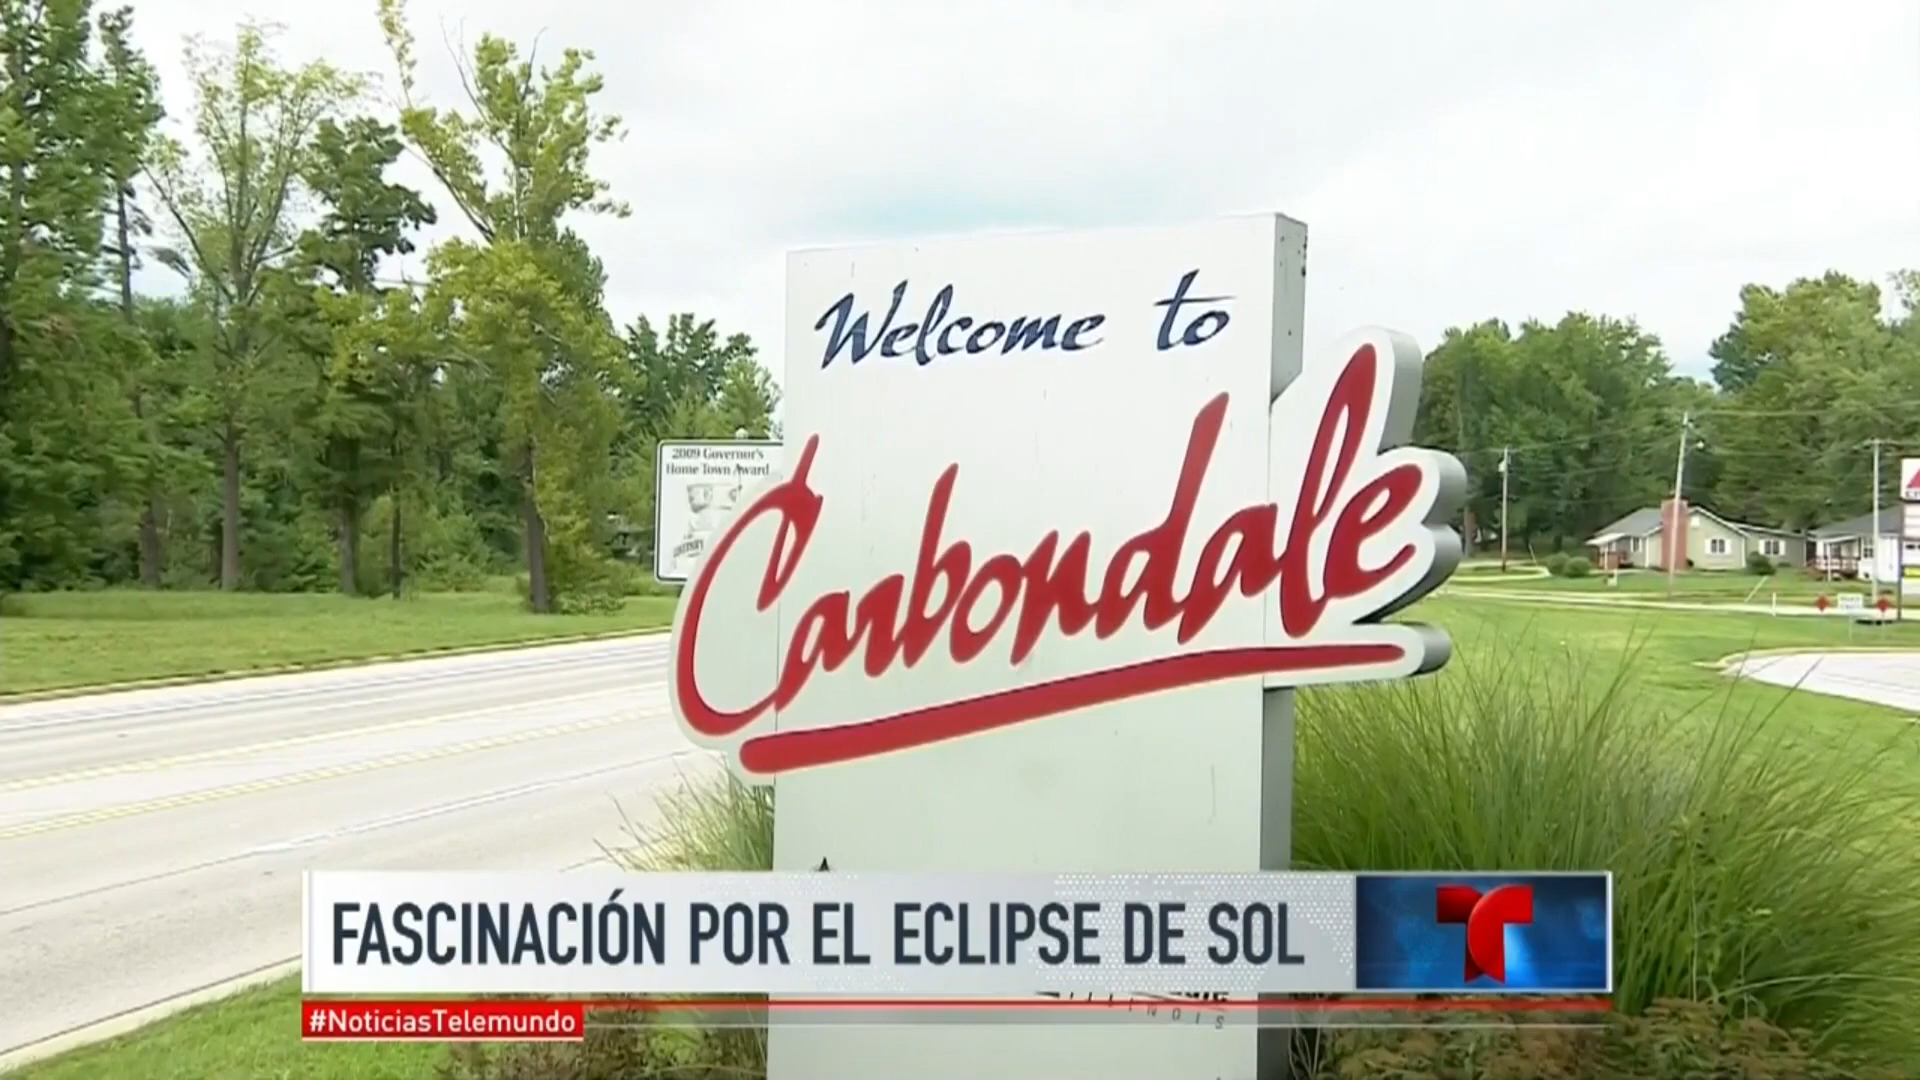 Welcome to
Carbondale
2009 Governor's
Home Town Award
FASCINACIÓN POR EL ECLIPSE DE SOL
#NoticiasTelemundo